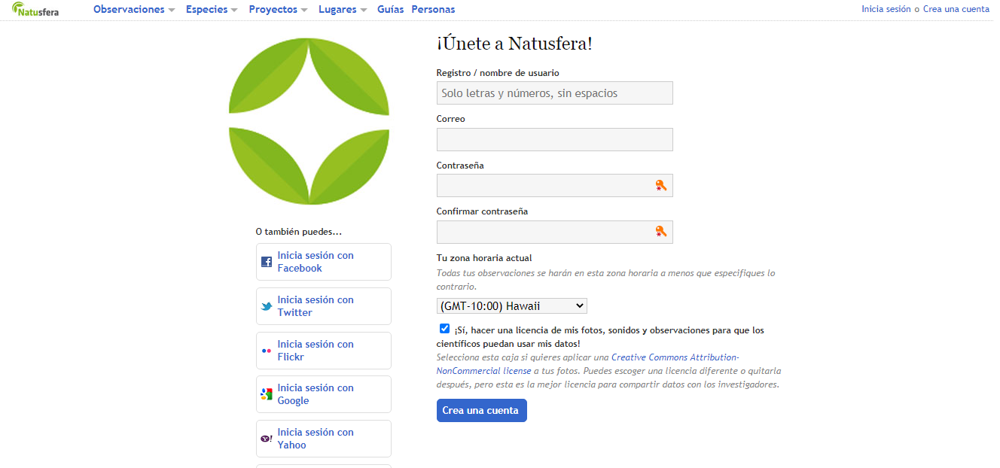 Natusfera Observaciones Especies Proyectos Lugares Guías Personas Inicia sesión o Crea una cuenta
¡Únete a Natusfera!
Registro / nombre de usuario
Solo letras y números, sin espacios
Correo
Contraseña
Confirmar contraseña
Tu zona horaria actual
Todas tus observaciones se harán en esta zona horaria a menos que especifiques lo
contrario.
(GMT-10:00) Hawaii
¡Sí, hacer una licencia de mis fotos, sonidos y observaciones para que los
científicos puedan usar mis datos!
Selecciona esta caja si quieres aplicar una Creative Commons Attribution-
NonCommercial license a tus fotos. Puedes escoger una licencia diferente o quitarla
después, pero esta es la mejor licencia para compartir datos con los investigadores.
Crea una cuenta
O también puedes...
Inicia sesión con
Facebook
Inicia sesión con
Twitter
Inicia sesión con
Flickr
Inicia sesión con
Google
Y!
Inicia sesión con
Yahoo